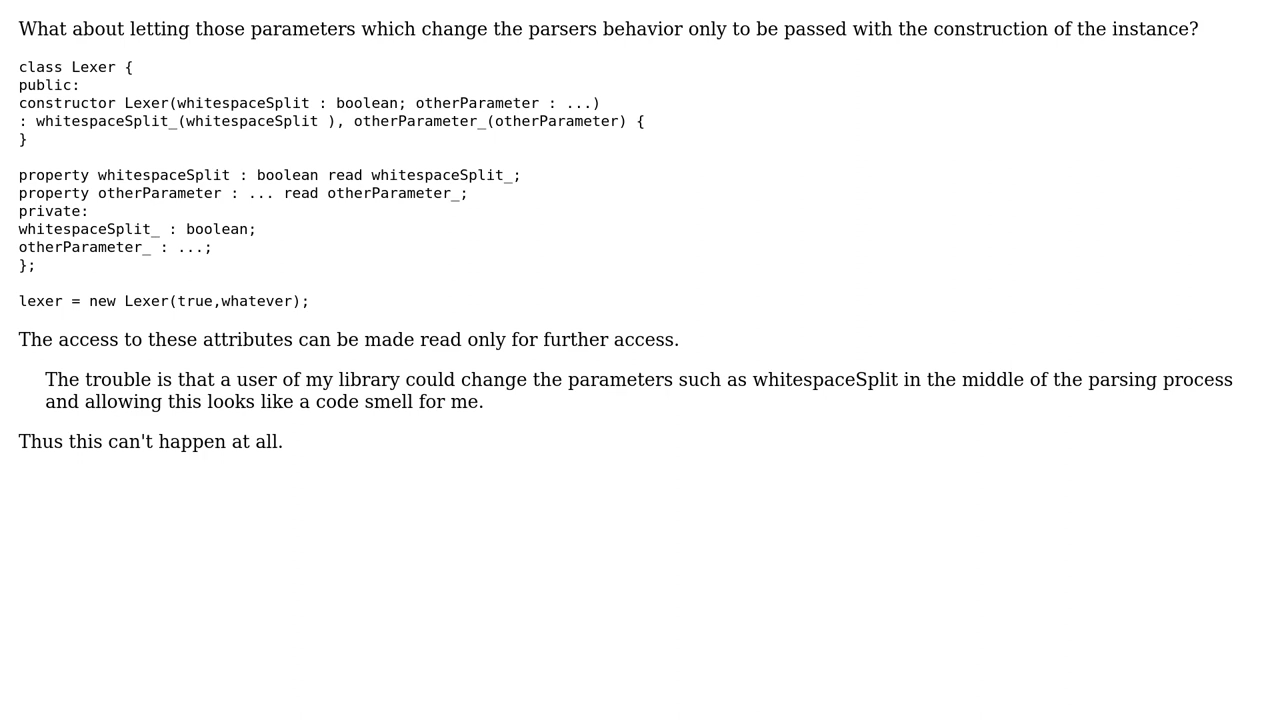 What about letting those parameters which change the parsers behavior only to be passed with the construction of the instance?
class Lexer {
public:
constructor Lexer(whitespaceSplit : boolean; otherParameter : ...)
: whitespaceSplit_(whitespaceSplit ), otherParameter_(otherParameter) {
}
property whitespaceSplit : boolean read whitespaceSplit_;
property otherParameter : ... read otherParameter_;
private:
whitespaceSplit_ : boolean;
otherParameter_ : ...;
};
lexer = new Lexer(true,whatever);
The access to these attributes can be made read only for further access.
The trouble is that a user of my library could change the parameters such as whitespaceSplit in the middle of the parsing process
and allowing this looks like a code smell for me.
Thus this can't happen at all.